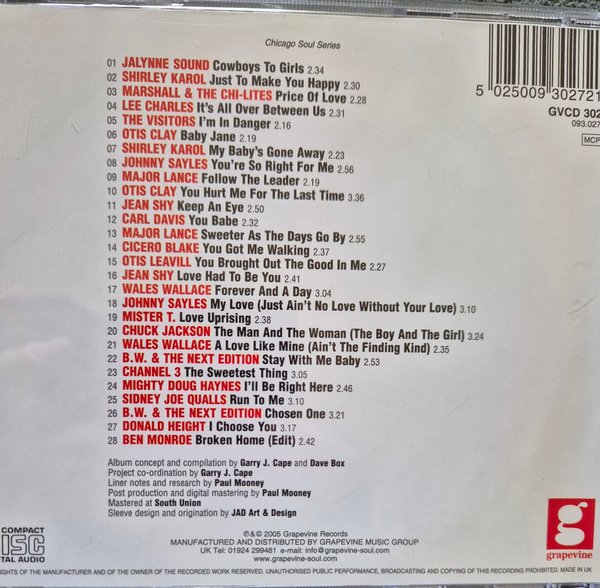 Chicago Soul Series
01 JALYNNE SOUND Cowboys To Girls 2.34
02 SHIRLEY KAROL Just To Make You Happy 2.30
03 MARSHALL & THE CHI-LITES Price Of Love 2.28
04 LEE CHARLES It's All Over Between Us 2.31
05 THE VISITORS I'm In Danger 2.16
06 OTIS CLAY Baby Jane 2.19
07 SHIRLEY KAROL My Baby's Gone Away 2.23
08 JOHNNY SAYLES You're So Right For Me 2.56
09 MAJOR LANCE Follow The Leader 2.19
10 OTIS CLAY You Hurt Me For The Last Time 3.36
11 JEAN SHY Keep An Eye 2.50
12 CARL DAVIS You Babe 2.32
13 MAJOR LANCE Sweeter As The Days Go By 2.55
14 CICERO BLAKE You Got Me Walking 2.37
15 OTIS LEAVILL You Brought Out The Good In Me 2.27
16 JEAN SHY Love Had To Be You 2.41
17 WALES WALLACE Forever And A Day 3.04
18 JOHNNY SAYLES My Love (Just Ain't No Love Without Your Love) 3.10
19 MISTER T. Love Uprising 2.38
20 CHUCK JACKSON The Man And The Woman (The Boy And The Girl) 3.24
21 WALES WALLACE A Love Like Mine (Ain't The Finding Kind) 2.35
22 B.W. & THE NEXT EDITION Stay With Me Baby 2.53
23 CHANNEL 3 The Sweetest Thing 3.05
24 MIGHTY DOUG HAYNES I'll Be Right Here 2.46
25 SIDNEY JOE QUALLS Run To Me 3.10
26 B.W. & THE NEXT EDITION Chosen One 3.21
27 DONALD HEIGHT I Choose You 3.17
28 BEN MONROE Broken Home (Edit) 2.42
5 025009 302721
GVCD 302
093.027
MCP
Album concept and compilation by Garry J. Cape and Dave Box
Project co-ordination by Garry J. Cape
Liner notes and research by Paul Mooney
Post production and digital mastering by Paul Mooney
Mastered at South Union
Sleeve design and origination by JAD Art & Design
COMPACT
DISC
TAL AUDIO
℗ & © 2005 Grapevine Records
MANUFACTURED AND DISTRIBUTED BY GRAPEVINE MUSIC GROUP
UK Tel: 01924 299461 e-mail: info@grapevine-soul.com
www.grapevine-soul.com
g
grapevine
RIGHTS OF THE MANUFACTURER AND OF THE OWNER OF THE RECORDED WORK RESERVED. UNAUTHORISED PUBLIC PERFORMANCE, BROADCASTING AND COPYING OF THIS RECORDING PROHIBITED. MADE IN UK